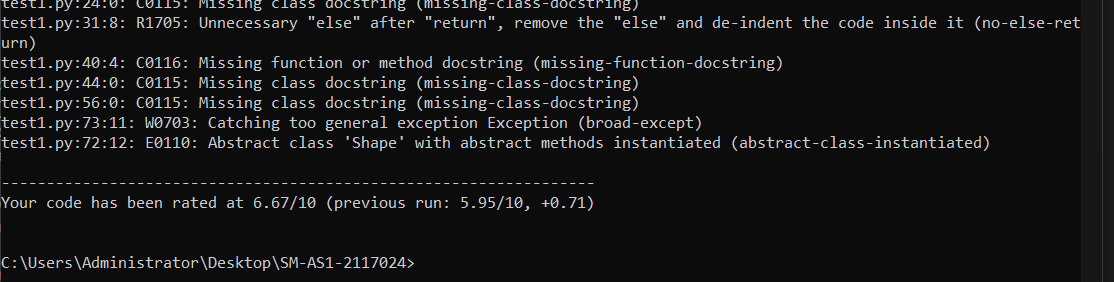 test1.py:24:0: C0115: Missing class docstring (missing-class-docstring)
test1.py:31:8: R1705: Unnecessary "else" after "return", remove the "else" and de-indent the code inside it (no-else-ret
urn)
test1.py:40:4: C0116: Missing function or method docstring (missing-function-docstring)
test1.py:44:0: C0115: Missing class docstring (missing-class-docstring)
test1.py:56:0: C0115: Missing class docstring (missing-class-docstring)
test1.py:73:11: W0703: Catching too general exception Exception (broad-except)
test1.py:72:12: E0110: Abstract class 'Shape' with abstract methods instantiated (abstract-class-instantiated)
------------------------------------------------------------------
Your code has been rated at 6.67/10 (previous run: 5.95/10, +0.71)
C:\Users\Administrator\Desktop\SM-AS1-2117024>